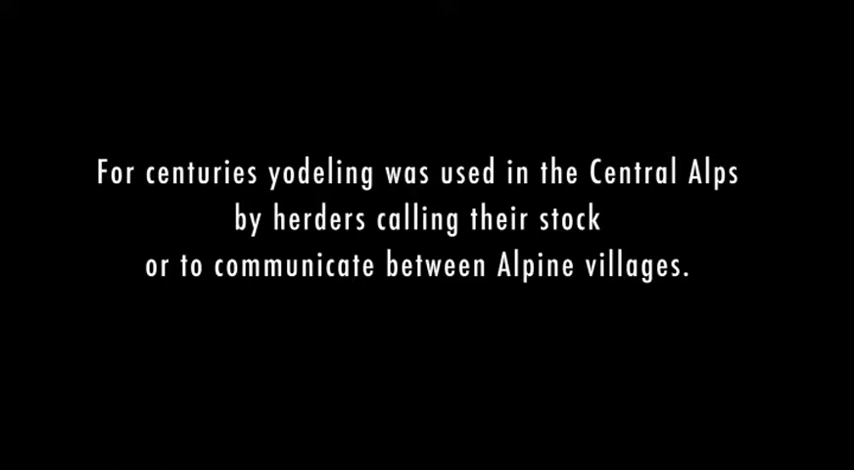 For centuries yodeling was used in the Central Alps
by herders calling their stock
or to communicate between Alpine villages.